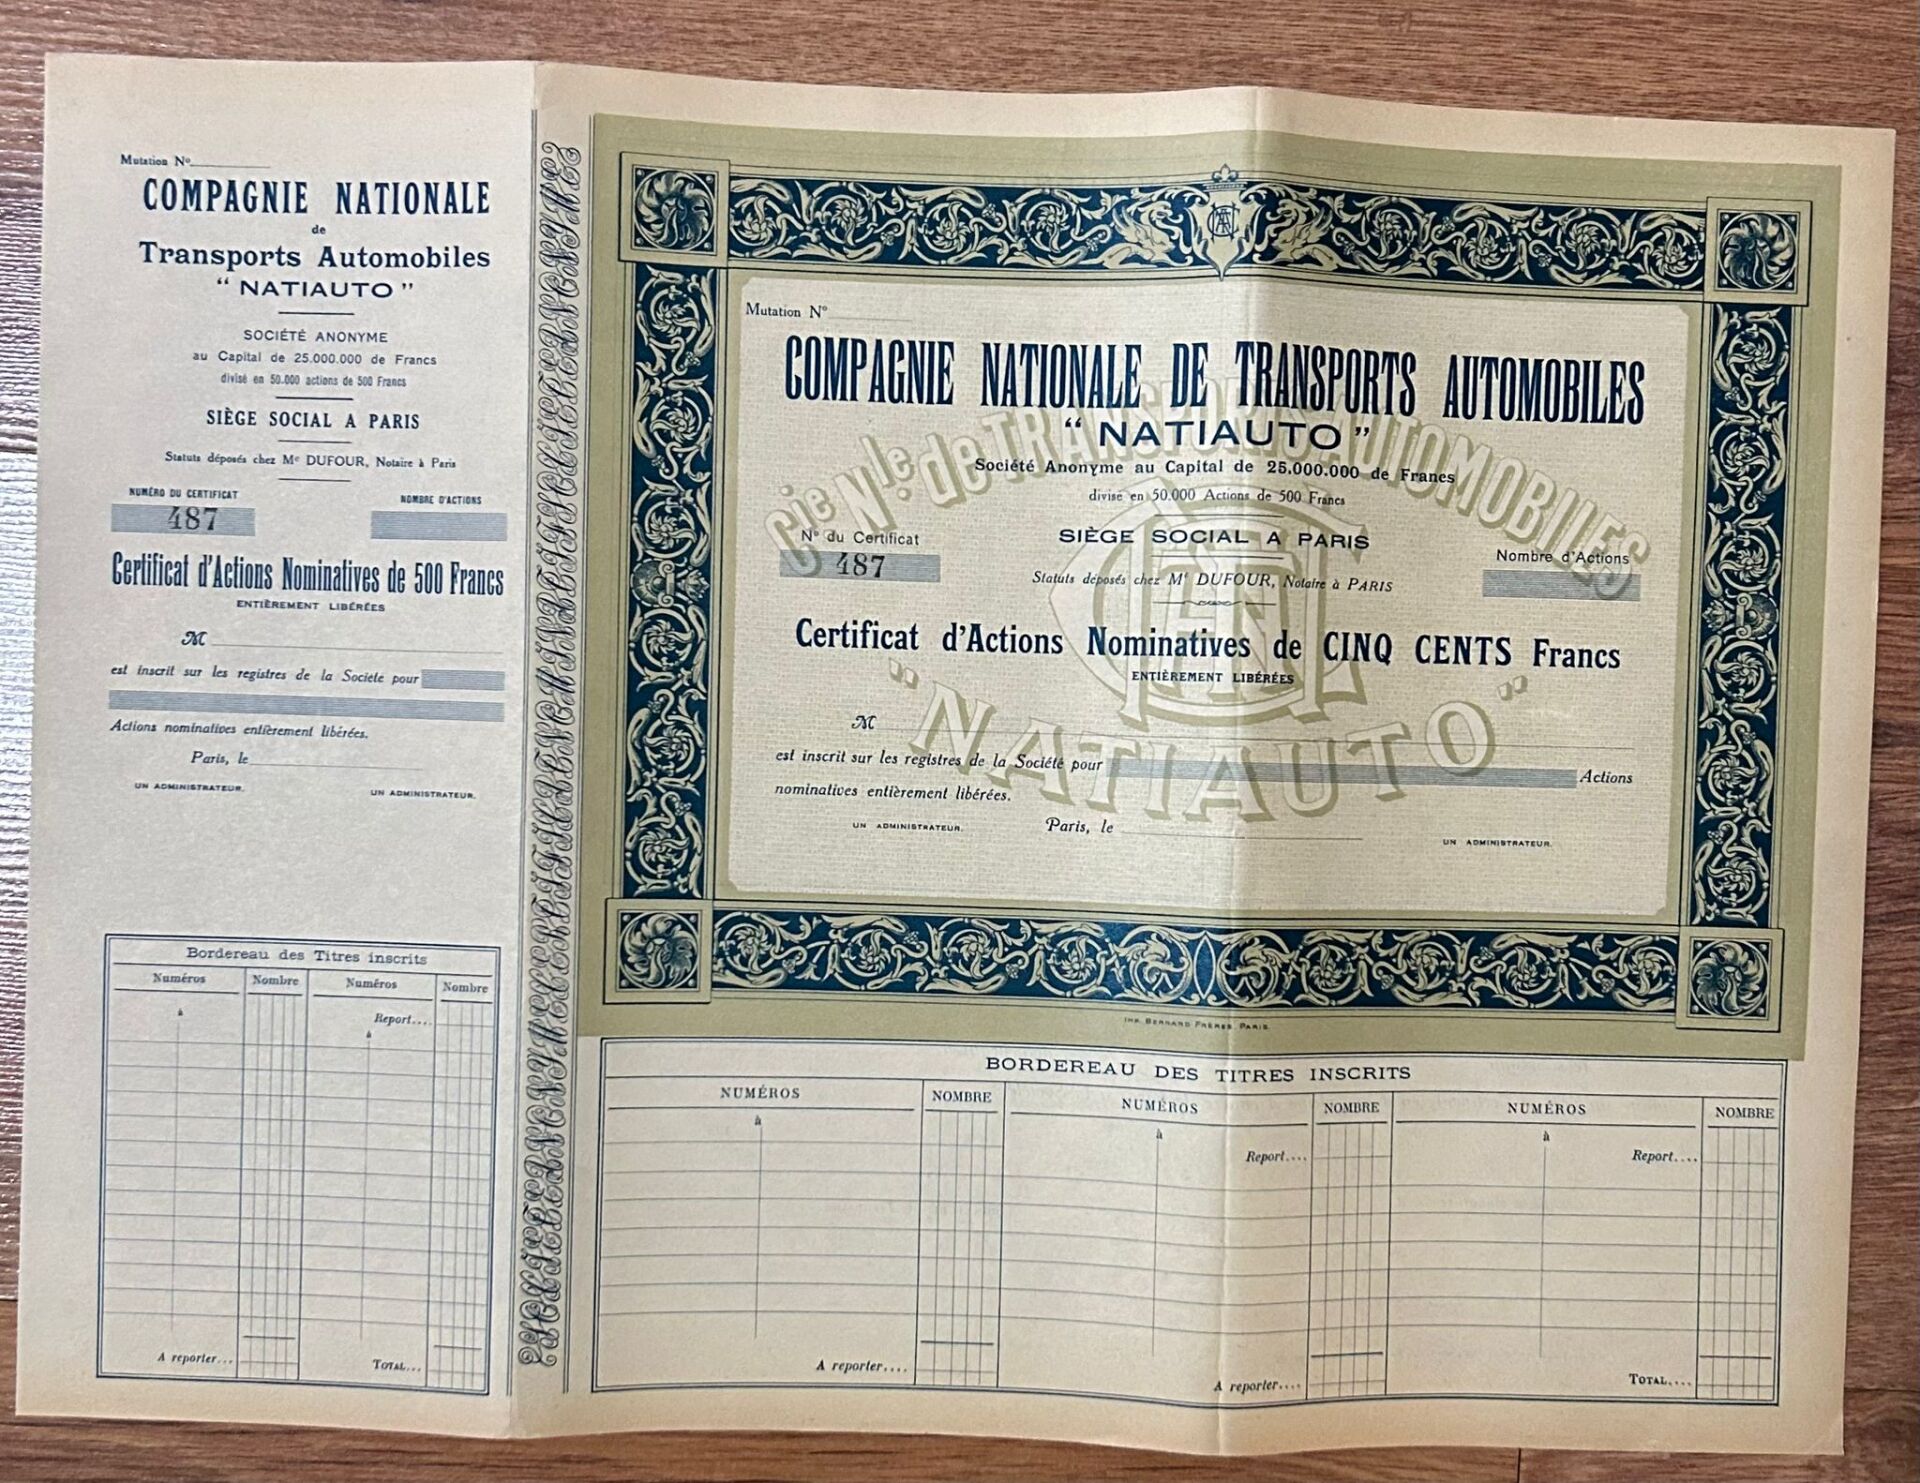 Mutation Nº
COMPAGNIE NATIONALE
de
Transports Automobiles
“ NATIAUTO ”
SOCIÉTÉ ANONYME
au Capital de 25.000.000 de Francs
divisé en 50.000 actions de 500 Francs
SIÈGE SOCIAL A PARIS
Statuts déposés chez Me DUFOUR, Notaire à Paris
NUMÉRO DU CERTIFICAT NOMBRE D'ACTIONS
487
Certificat d'Actions Nominatives de 500 Francs
ENTIÈREMENT LIBÉRÉES
M
est inscrit sur les registres de la Société pour
Actions nominatives entièrement libérées.
Paris, le
UN ADMINISTRATEUR. UN ADMINISTRATEUR.
Bordereau des Titres inscrits
Numéros Nombre Numéros Nombre
à Report....
à
A reporter... TOTAL...
SOCIÉTÉ ANONYME
Mutation Nº
COMPAGNIE NATIONALE DE TRANSPORTS AUTOMOBILES
“ NATIAUTO ”
Société Anonyme au Capital de 25.000.000 de Francs
divisé en 50.000 Actions de 500 Francs
Nº du Certificat SIÈGE SOCIAL A PARIS Nombre d'Actions
487
Statuts déposés chez Me DUFOUR, Notaire à PARIS
Certificat d'Actions Nominatives de CINQ CENTS Francs
ENTIÈREMENT LIBÉRÉES
M
est inscrit sur les registres de la Société pour Actions
nominatives entièrement libérées.
UN ADMINISTRATEUR. Paris, le UN ADMINISTRATEUR.
Cie Nle de TRANSPORTS AUTOMOBILES
"NATIAUTO"
IMP. BERNARD FRÈRES, PARIS
BORDEREAU DES TITRES INSCRITS
NUMÉROS NOMBRE NUMÉROS NOMBRE NUMÉROS NOMBRE
à à à
Report.... Report....
A reporter.... A reporter.... TOTAL....